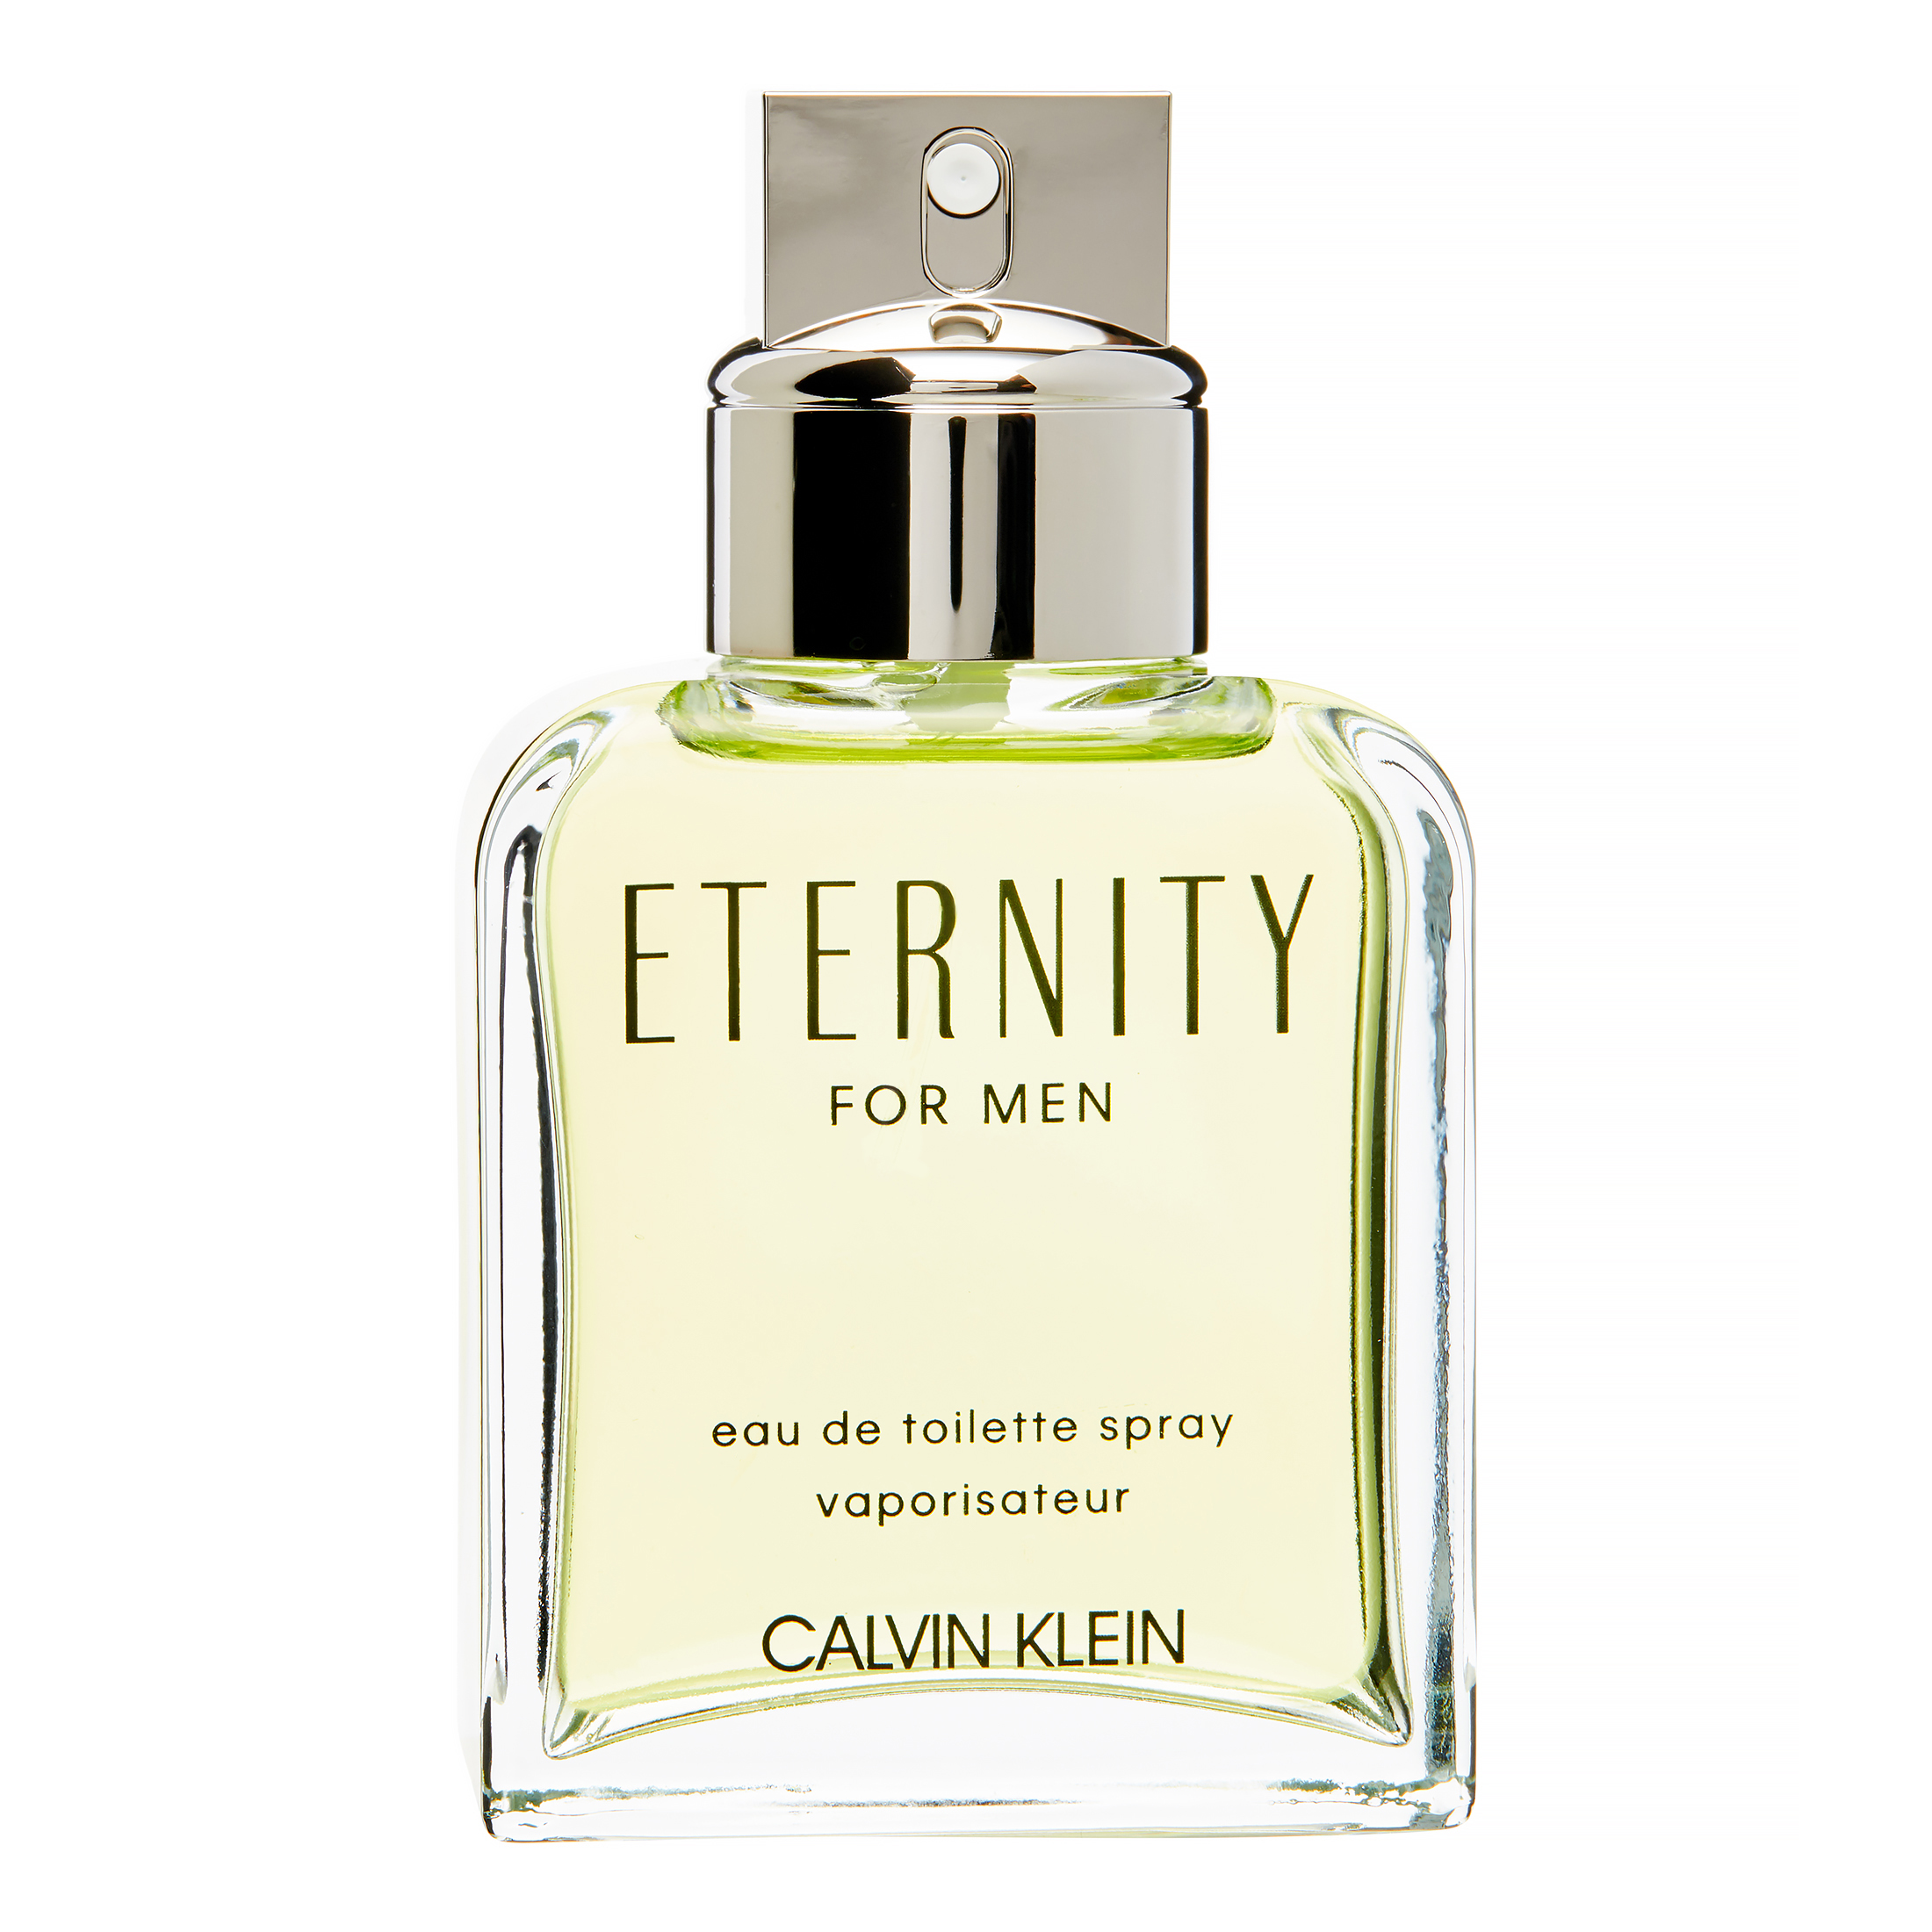 ETERNITY
FOR MEN
eau de toilette spray
vaporisateur
CALVIN KLEIN